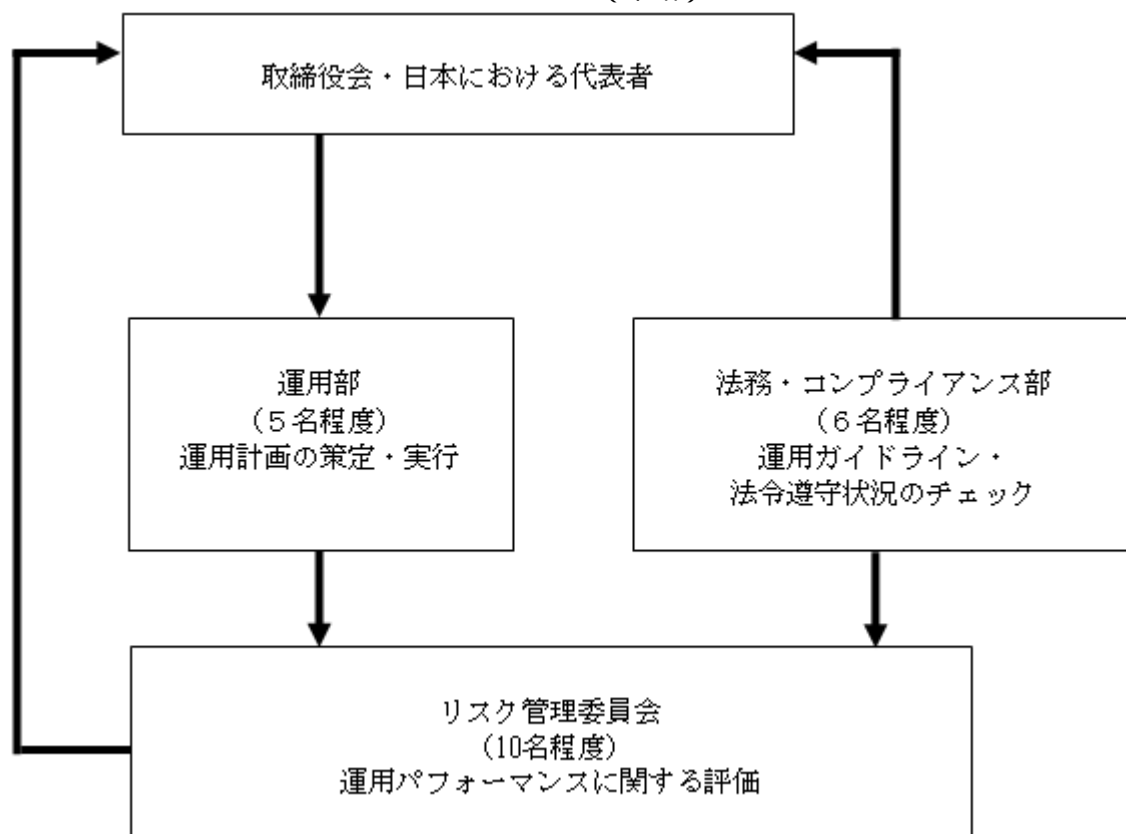 取締役会・日本における代表者
運用部
(5名程度)
運用計画の策定・実行
法務・コンプライアンス部
(6名程度)
運用ガイドライン・
法令遵守状況のチェック
リスク管理委員会
(10名程度)
運用パフォーマンスに関する評価